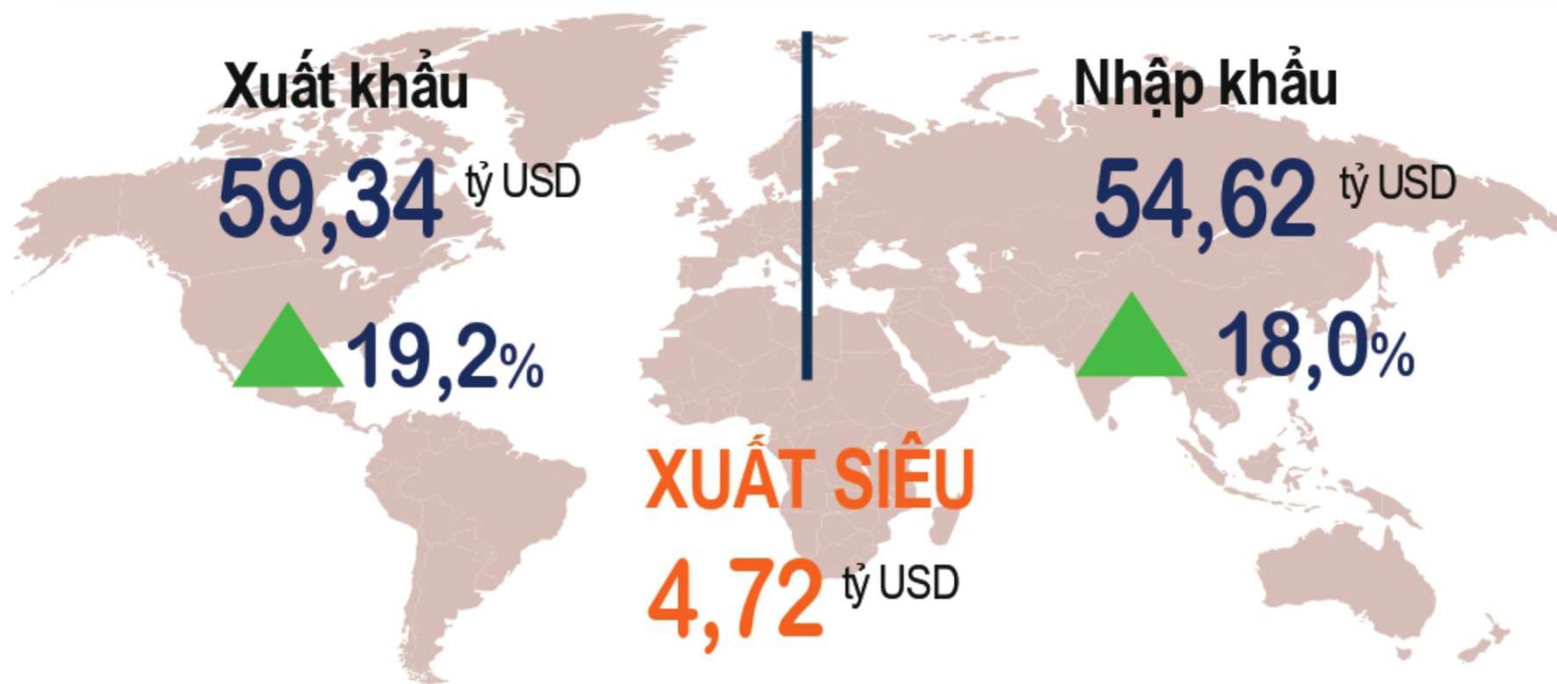 Xuất khẩu
59,34 tỷ USD
19,2%
Nhập khẩu
54,62 tỷ USD
18,0%
XUẤT SIÊU
4,72 tỷ USD